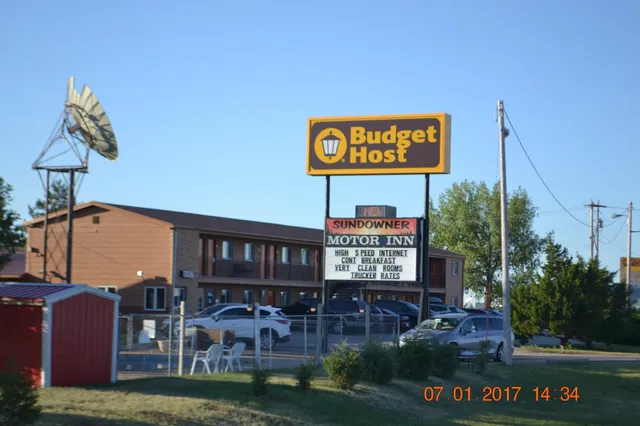 Budget
Host
SUNDOWNER
MOTOR INN
HIGH SPEED INTERNET
CONT BREAKFAST
VERY CLEAN ROOMS
TRUCKER RATES
07 01 2017 14:34